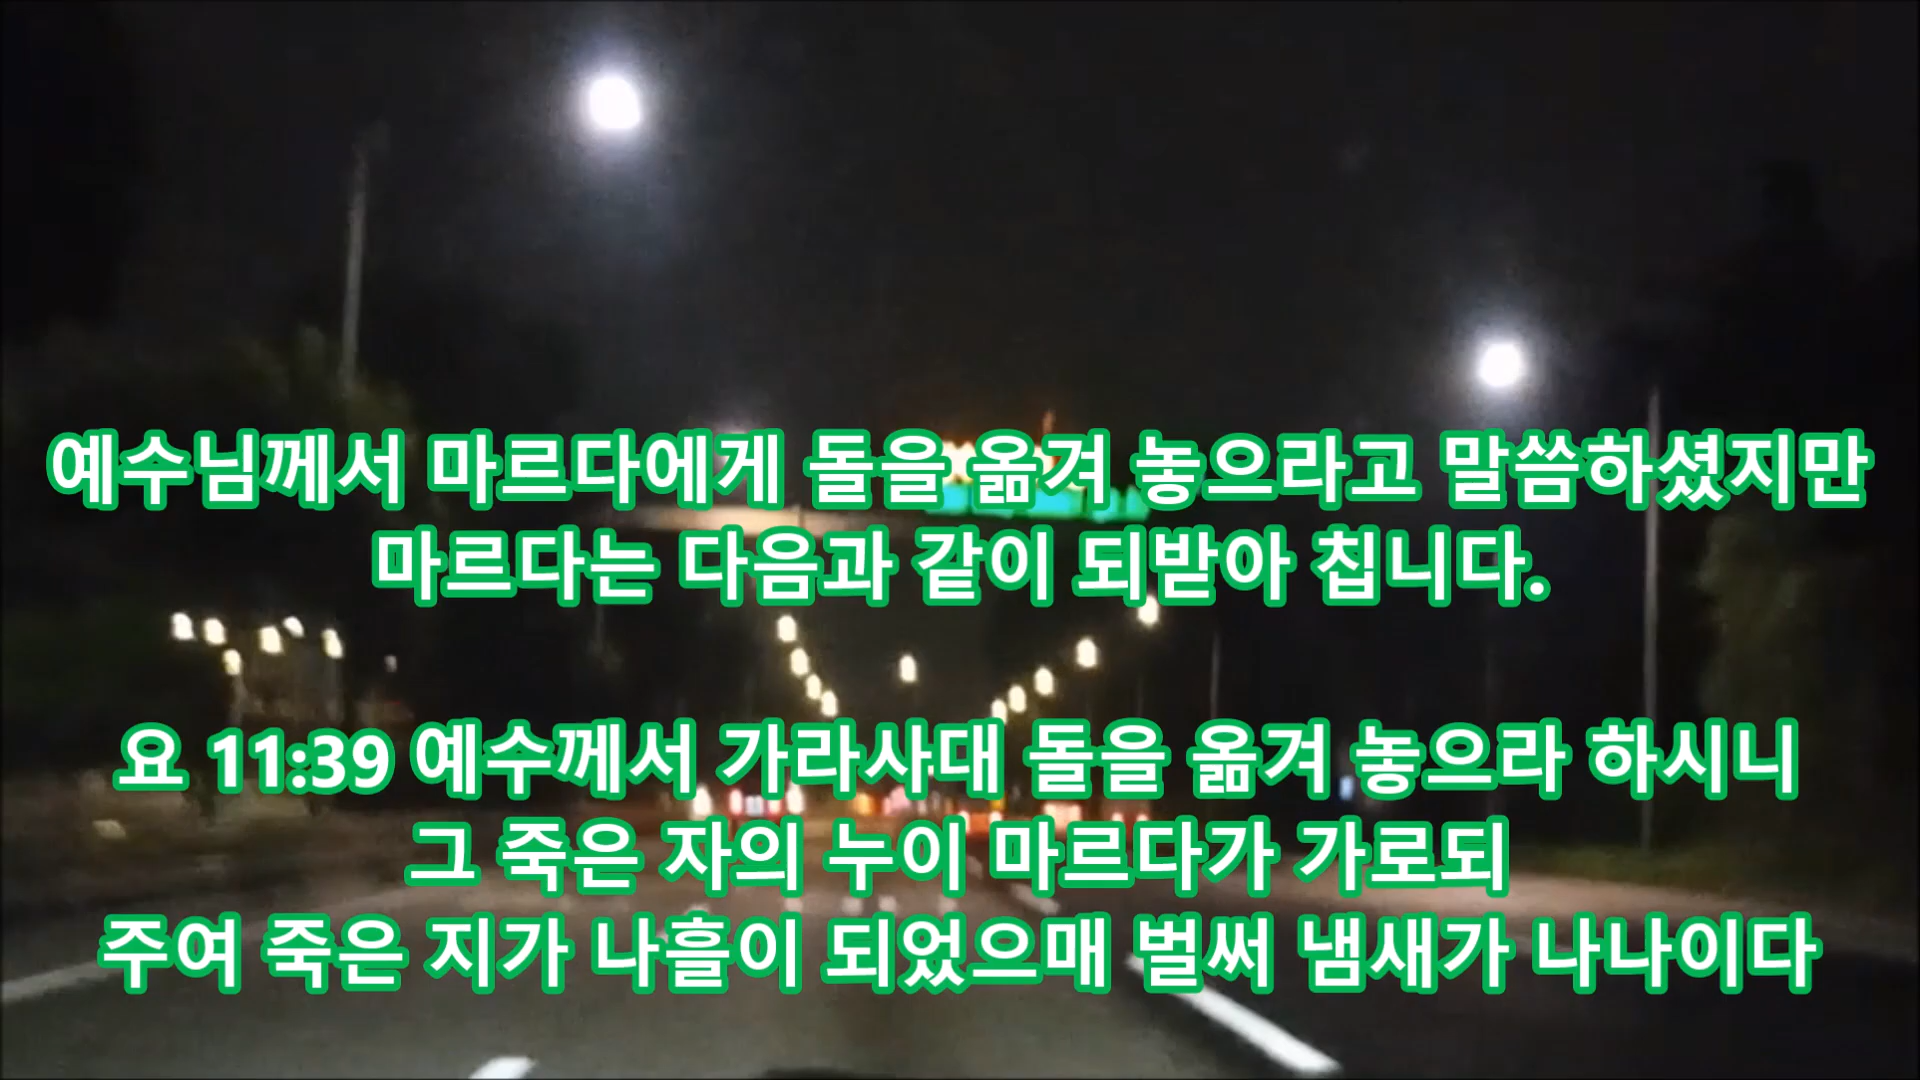 예수님께서 마르다에게 돌을 옮겨 놓으라고 말씀하셨지만
마르다는 다음과 같이 되받아 칩니다.
요 11:39 예수께서 가라사대 돌을 옮겨 놓으라 하시니
그 죽은 자의 누이 마르다가 가로되
주여 죽은 지가 나흘이 되었으매 벌써 냄새가 나나이다